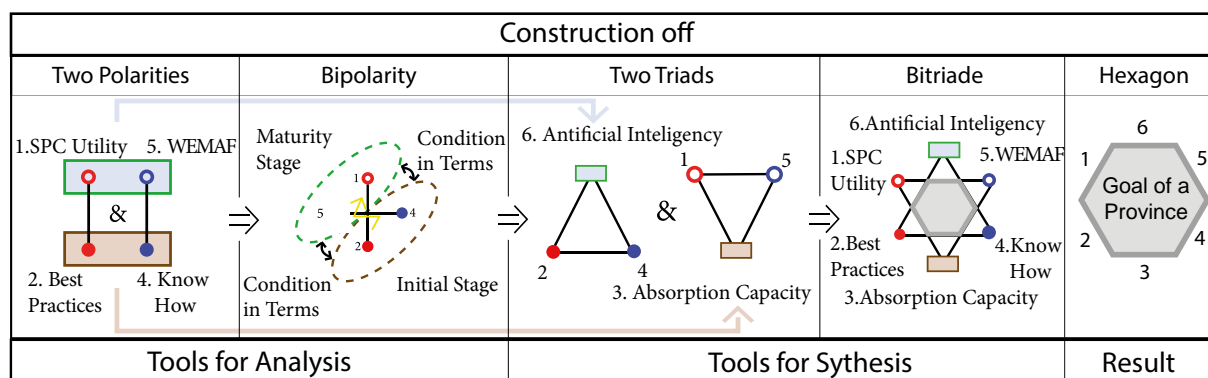 Construction off
Two Polarities
Bipolarity
Two Triads
Bitriade
Hexagon
1.SPC Utility
5. WEMAF
&
2. Best
Practices
4. Know
How
Maturity
Stage
Condition
in Terms
1
5
4
2
Condition
in Terms
Initial Stage
6. Artificial Inteligency
2
4
&
1
5
3. Absorption Capacity
6.Artificial Inteligency
1.SPC
Utility
5.WEMAF
2.Best
Practices
4.Know
How
3.Absorption Capacity
6
1
5
Goal of a
Province
2
4
3
Tools for Analysis
Tools for Sythesis
Result